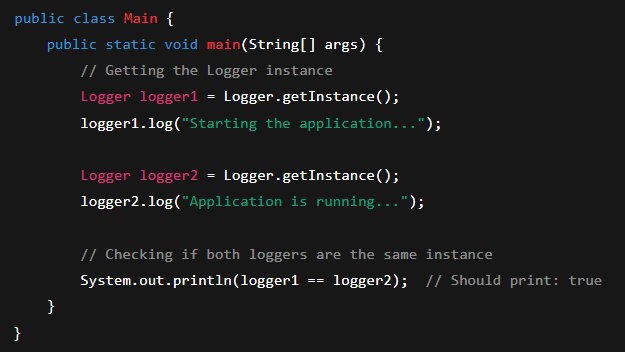 public class Main {
    public static void main(String[] args) {
        // Getting the Logger instance
        Logger logger1 = Logger.getInstance();
        logger1.log("Starting the application...");

        Logger logger2 = Logger.getInstance();
        logger2.log("Application is running...");

        // Checking if both loggers are the same instance
        System.out.println(logger1 == logger2);  // Should print: true
    }
}